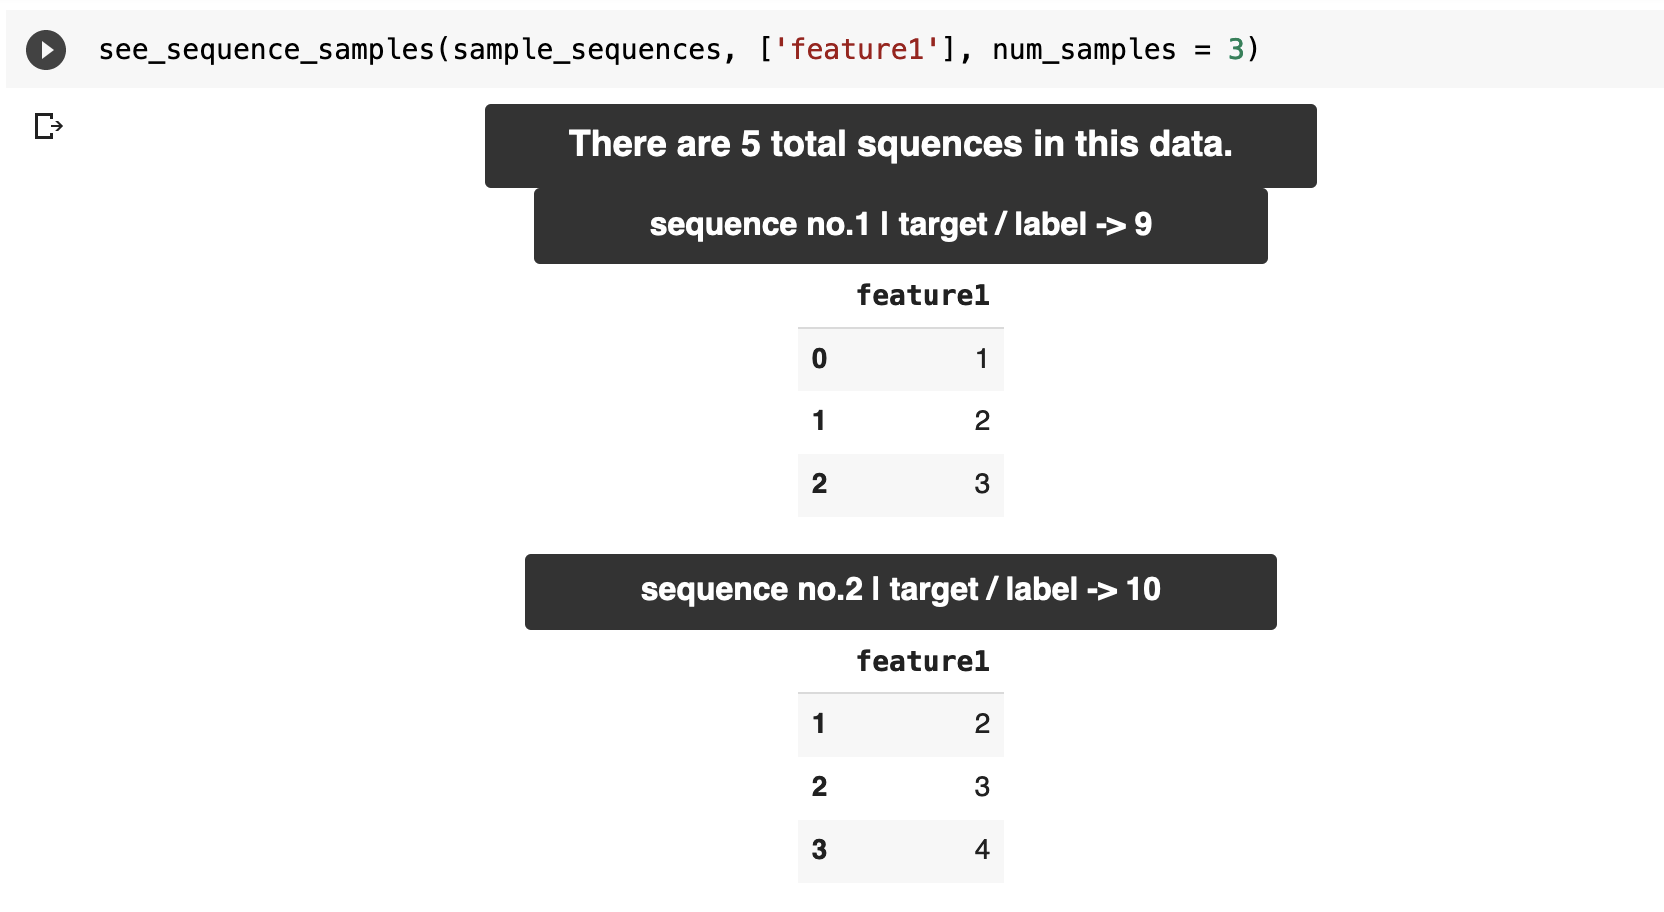 see_sequence_samples(sample_sequences, ['feature1'], num_samples = 3)
There are 5 total squences in this data.
sequence no.1 | target / label -> 9
feature1
0 1
1 2
2 3
sequence no.2 | target / label -> 10
feature1
1 2
2 3
3 4